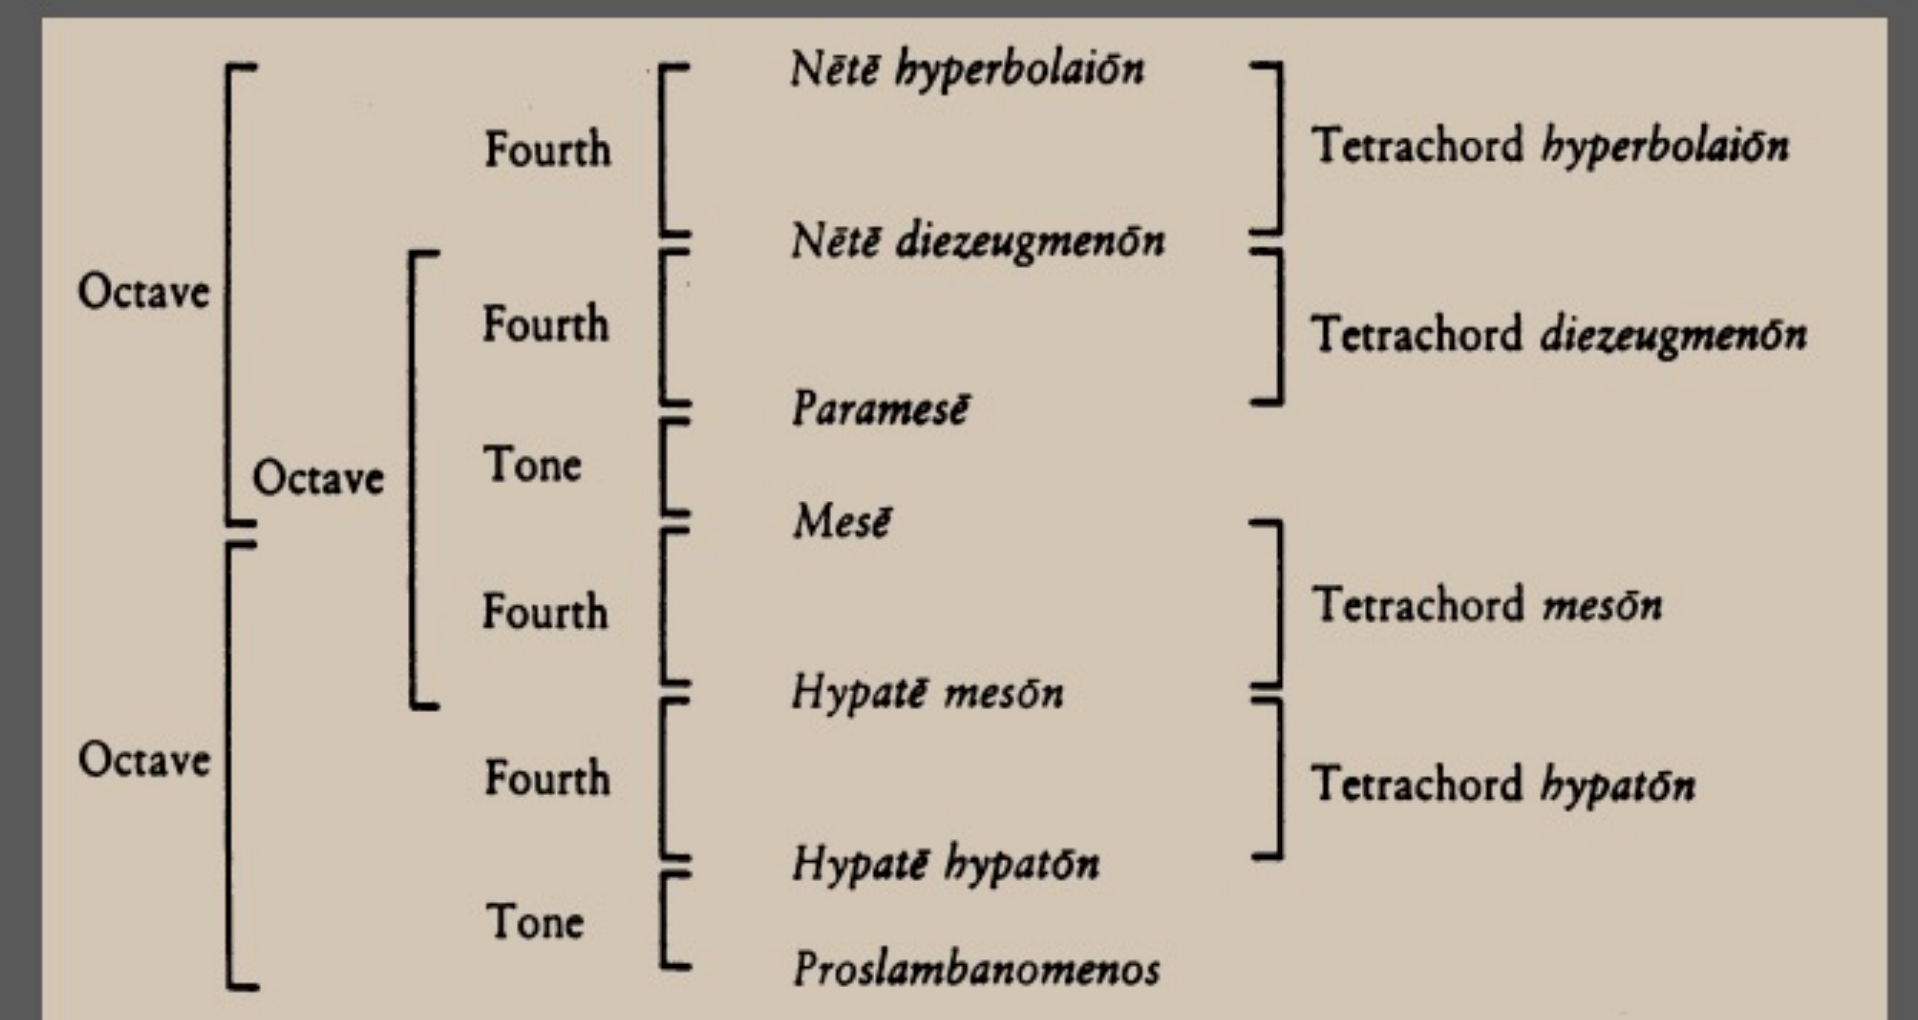 Nētē hyperbolaiōn
Fourth
Tetrachord hyperbolaiōn
Nētē diezeugmenōn
Octave
Fourth
Tetrachord diezeugmenōn
Paramesē
Tone
Octave
Mesē
Fourth
Tetrachord mesōn
Hypatē mesōn
Octave
Fourth
Tetrachord hypatōn
Hypatē hypatōn
Tone
Proslambanomenos